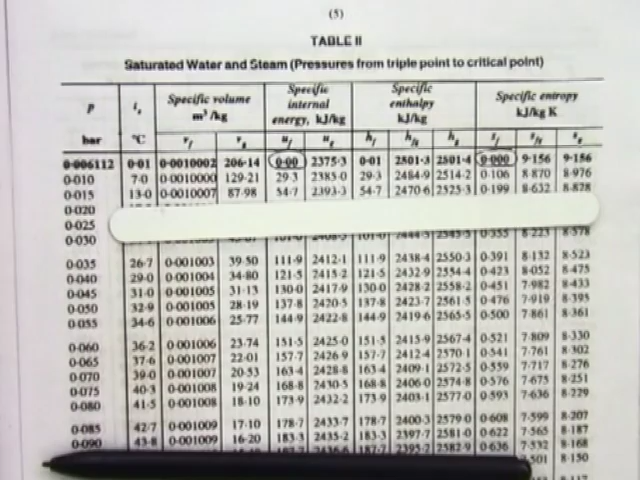 (5)
TABLE II
Saturated Water and Steam (Pressures from triple point to critical point)
p Specific volume m³/kg Specific internal energy, kJ/kg Specific enthalpy kJ/kg Specific entropy kJ/kg K
bar °C
0·006112 0·01 0·0010002 206·14 0·00 2375·3 0·01 2501·3 2501·4 0·000 9·156 9·156
0·010 7·0 0·0010000 129·21 29·3 2385·0 29·3 2484·9 2514·2 0·106 8·870 8·976
0·015 13·0 0·0010007 87·98 54·7 2393·3 54·7 2470·6 2525·3 0·199 8·632 8·828
0·020
0·025
0·030 8·223 8·578
0·035 26·7 0·001003 39·50 111·9 2412·1 111·9 2438·4 2550·3 0·391 8·132 8·523
0·040 29·0 0·001004 34·80 121·5 2415·2 121·5 2432·9 2554·4 0·423 8·052 8·475
0·045 31·0 0·001005 31·13 130·0 2417·9 130·0 2428·2 2558·2 0·451 7·982 8·433
0·050 32·9 0·001005 28·19 137·8 2420·5 137·8 2423·7 2561·5 0·476 7·919 8·395
0·055 34·6 0·001006 25·77 144·9 2422·8 144·9 2419·6 2565·5 0·500 7·861 8·361
0·060 36·2 0·001006 23·74 151·5 2425·0 151·5 2415·9 2567·4 0·521 7·809 8·330
0·065 37·6 0·001007 22·01 157·7 2426·9 157·7 2412·4 2570·1 0·541 7·761 8·302
0·070 39·0 0·001007 20·53 163·4 2428·8 163·4 2409·1 2572·5 0·559 7·717 8·276
0·075 40·3 0·001008 19·24 168·8 2430·5 168·8 2406·0 2574·8 0·576 7·675 8·251
0·080 41·5 0·001008 18·10 173·9 2432·2 173·9 2403·1 2577·0 0·593 7·636 8·229
0·085 42·7 0·001009 17·10 178·7 2433·7 178·7 2400·3 2579·0 0·608 7·599 8·207
0·090 43·8 0·001009 16·20 183·3 2435·2 183·3 2397·7 2581·0 0·622 7·565 8·187
2582·9 0·636 7·532 8·168
8·150